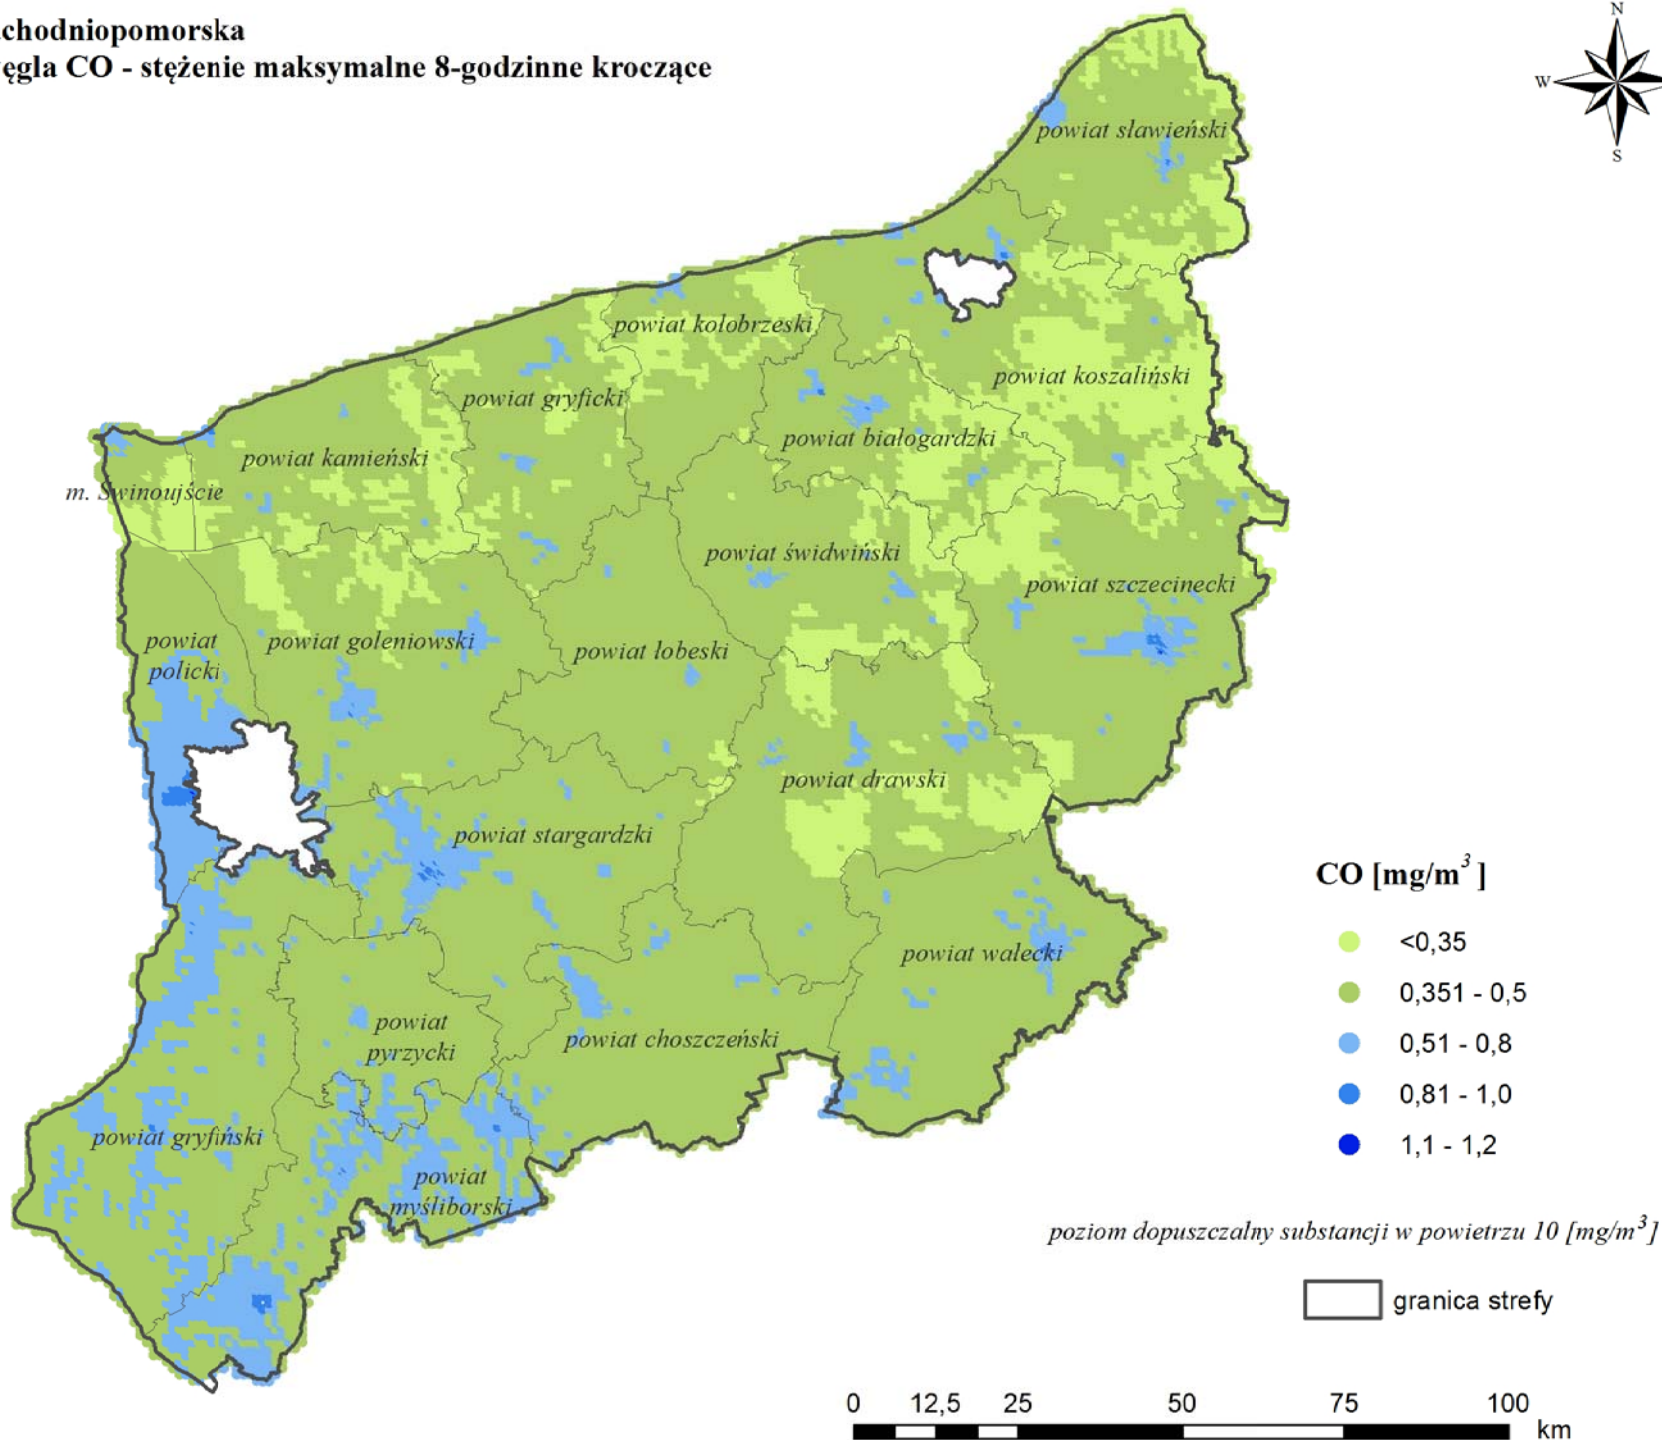 chodniopomorska
ęgla CO - stężenie maksymalne 8-godzinne kroczące
N
W
S
powiat sławieński
powiat kołobrzeski
powiat koszaliński
powiat gryficki
powiat białogardzki
powiat kamieński
m. Świnoujście
powiat świdwiński
powiat szczecinecki
powiat
policki
powiat goleniowski
powiat łobeski
powiat drawski
powiat stargardzki
powiat wałecki
powiat
pyrzycki
powiat choszczeński
powiat gryfiński
powiat
myśliborski
CO [mg/m³]
<0,35
0,351 - 0,5
0,51 - 0,8
0,81 - 1,0
1,1 - 1,2
poziom dopuszczalny substancji w powietrzu 10 [mg/m³]
granica strefy
0 12,5 25 50 75 100
km